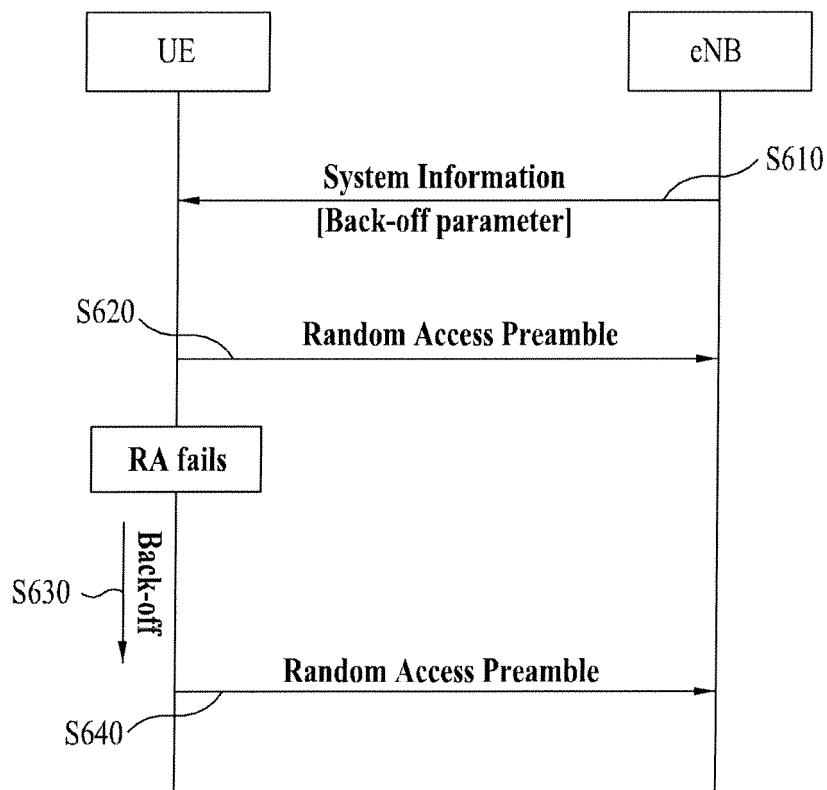 UE
eNB
S610
System Information
[Back-off parameter]
S620
Random Access Preamble
RA fails
Back-off
S630
Random Access Preamble
S640